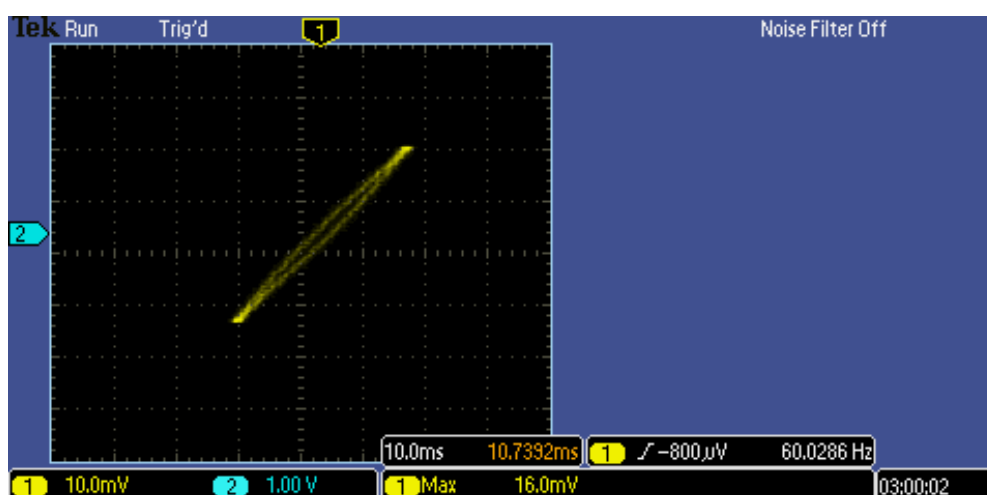 Tek Run Trig'd 1 Noise Filter Off
2
10.0ms 10.7392ms 1 -800μV 60.0286 Hz
1 10.0mV 2 1.00 V 1 Max 16.0mV 03:00:02